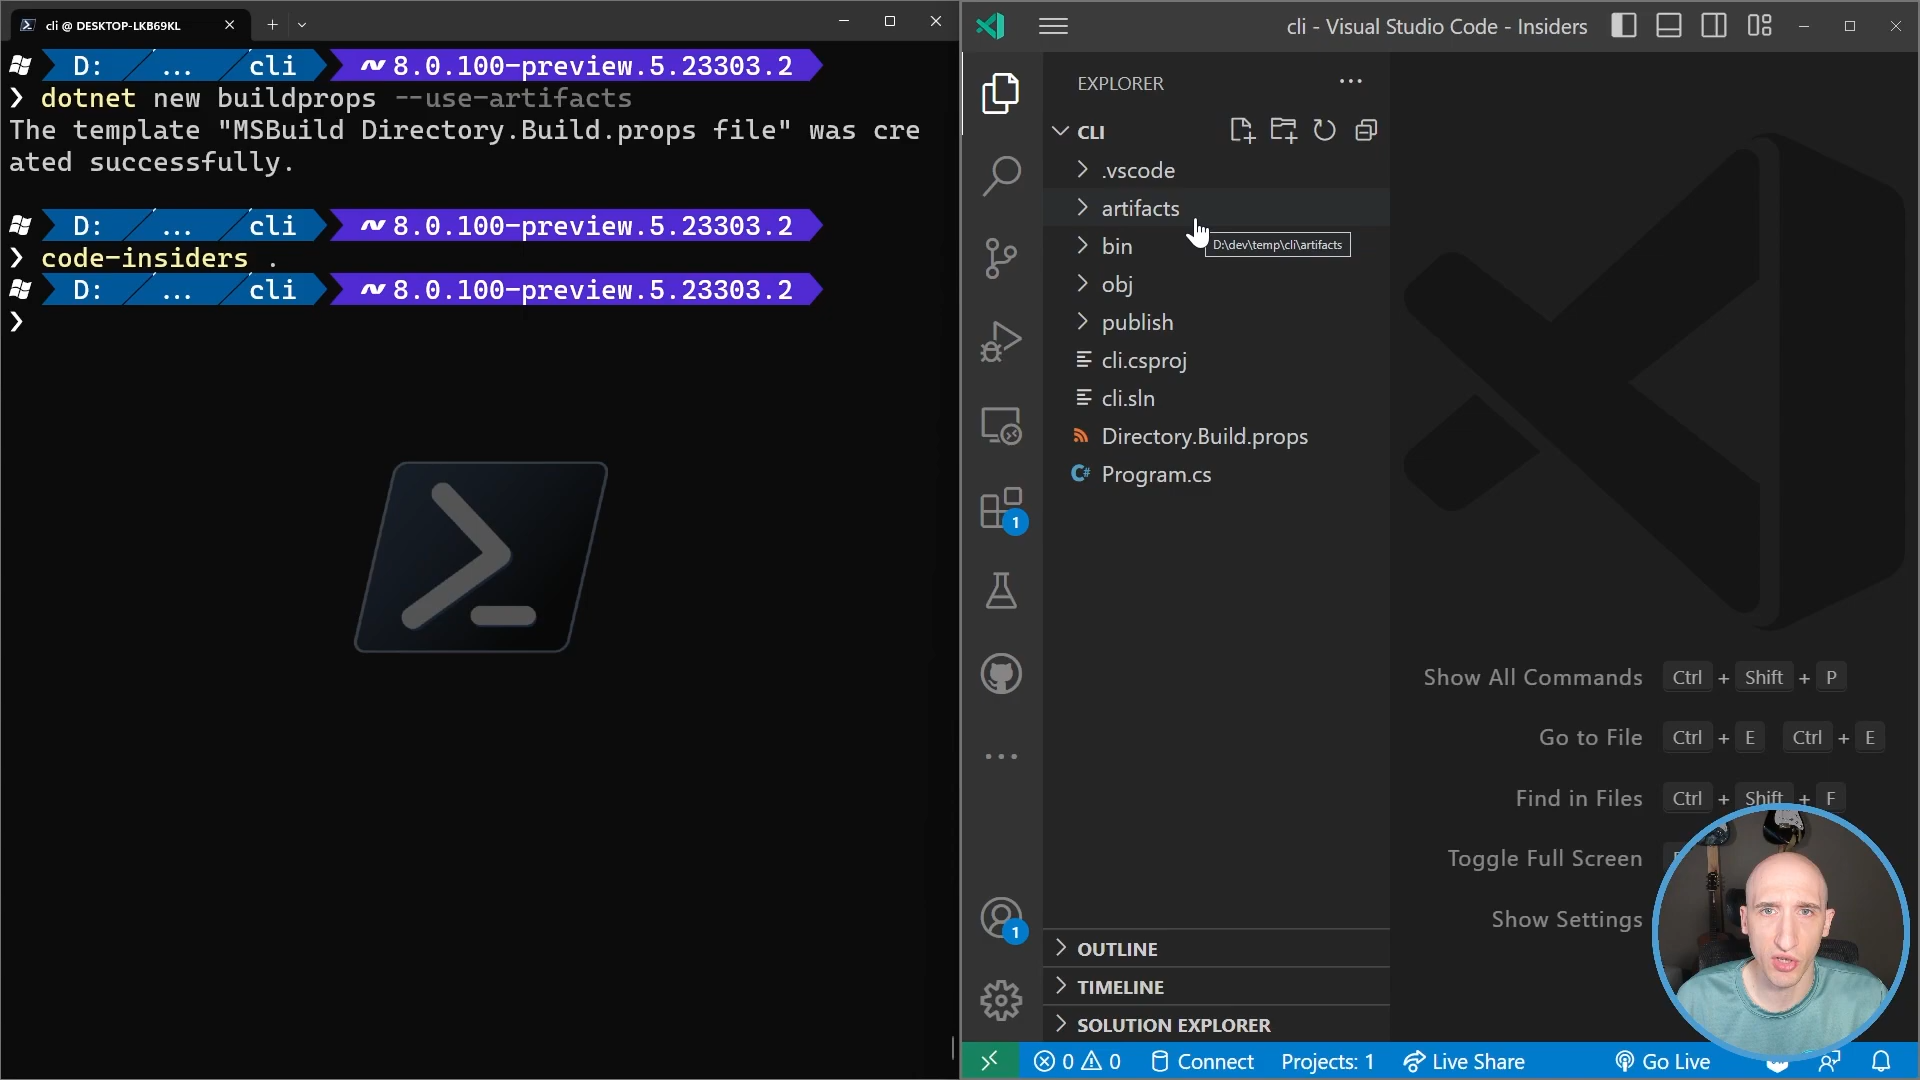 cli @ DESKTOP-LKB69KL
D: ... cli 8.0.100-preview.5.23303.2
❯ dotnet new buildprops --use-artifacts
The template "MSBuild Directory.Build.props file" was cre
ated successfully.
D: ... cli 8.0.100-preview.5.23303.2
❯ code-insiders .
D: ... cli 8.0.100-preview.5.23303.2
❯
cli - Visual Studio Code - Insiders
EXPLORER
CLI
.vscode
artifacts
D:\dev\temp\cli\artifacts
bin
obj
publish
cli.csproj
cli.sln
Directory.Build.props
C# Program.cs
1
1
Show All Commands Ctrl + Shift + P
Go to File Ctrl + E Ctrl + E
Find in Files Ctrl + Shift + F
Toggle Full Screen
Show Settings
OUTLINE
TIMELINE
SOLUTION EXPLORER
0 0 Connect Projects: 1 Live Share Go Live